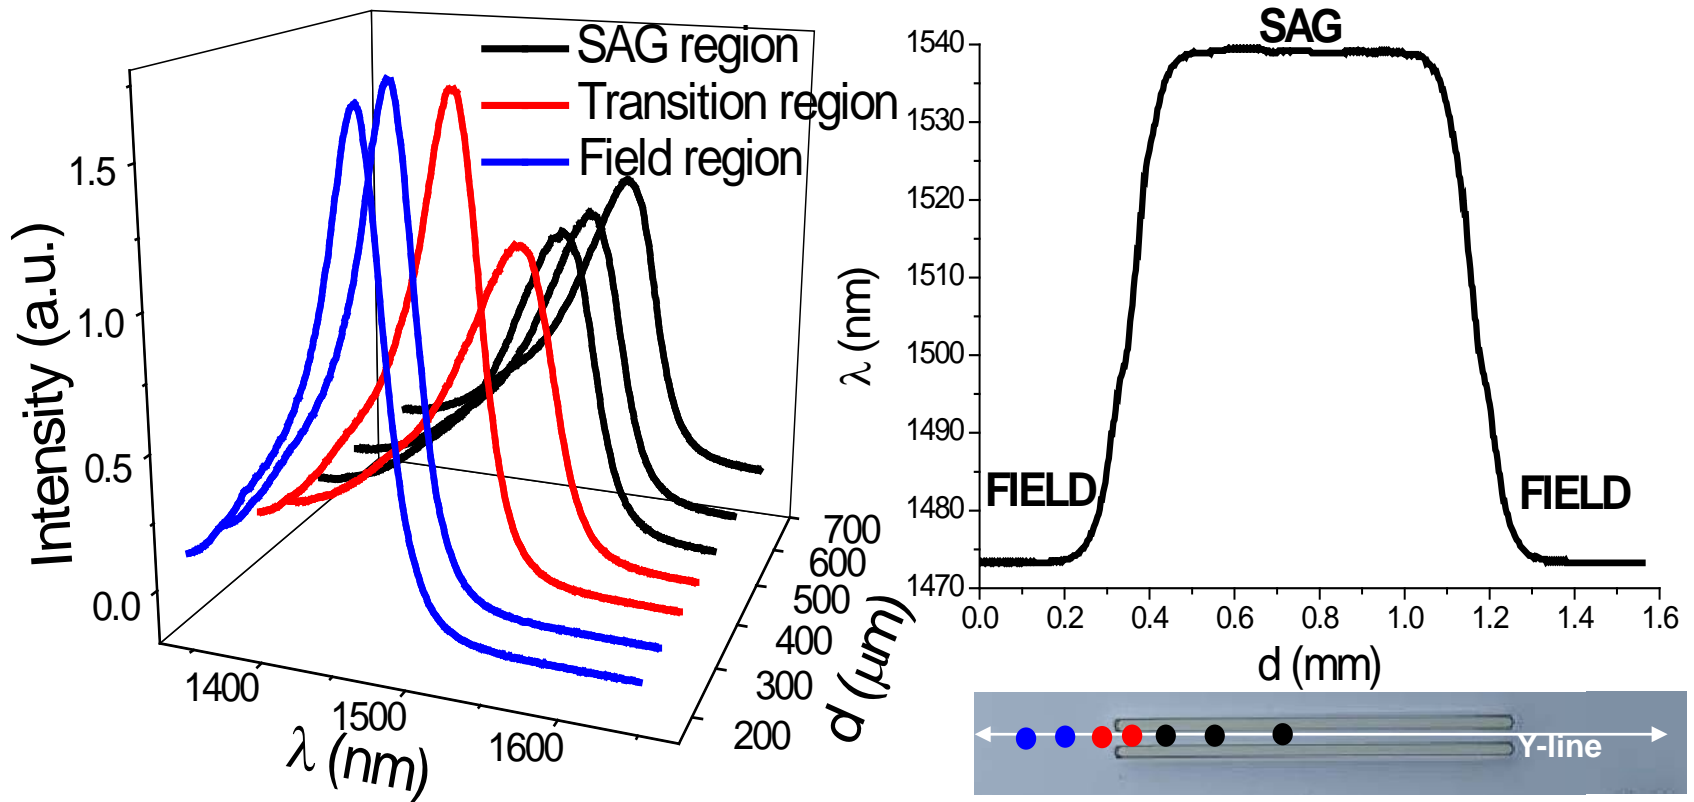 SAG region
Transition region
Field region
Intensity (a.u.)
1.5
1.0
0.5
0.0
1400
1500
1600
λ (nm)
200
300
400
500
600
700
d (μm)
SAG
FIELD
FIELD
λ (nm)
1540
1530
1520
1510
1500
1490
1480
1470
0.0
0.2
0.4
0.6
0.8
1.0
1.2
1.4
1.6
d (mm)
Y-line